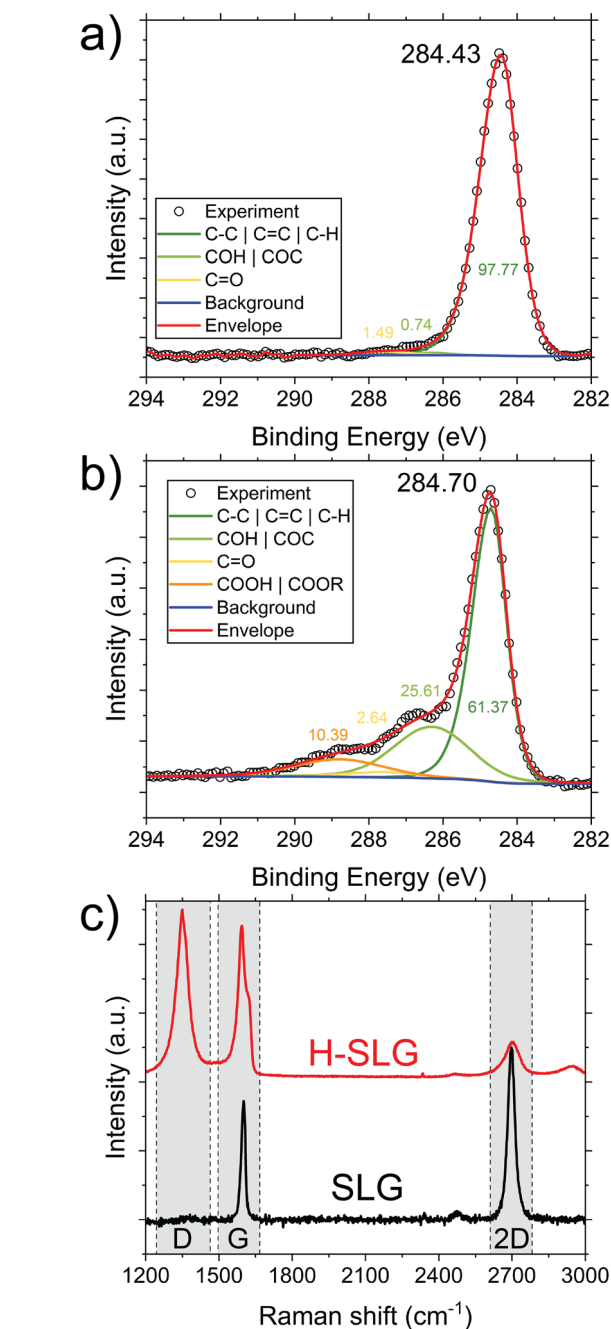 a)
284.43
Intensity (a.u.)
Experiment
C-C | C=C | C-H
COH | COC
C=O
Background
Envelope
97.77
1.49
0.74
294 292 290 288 286 284 282
Binding Energy (eV)
b)
284.70
Intensity (a.u.)
Experiment
C-C | C=C | C-H
COH | COC
C=O
COOH | COOR
Background
Envelope
25.61
2.64
61.37
10.39
294 292 290 288 286 284 282
Binding Energy (eV)
c)
Intensity (a.u.)
H-SLG
SLG
D G 2D
1200 1500 1800 2100 2400 2700 3000
Raman shift (cm-1)